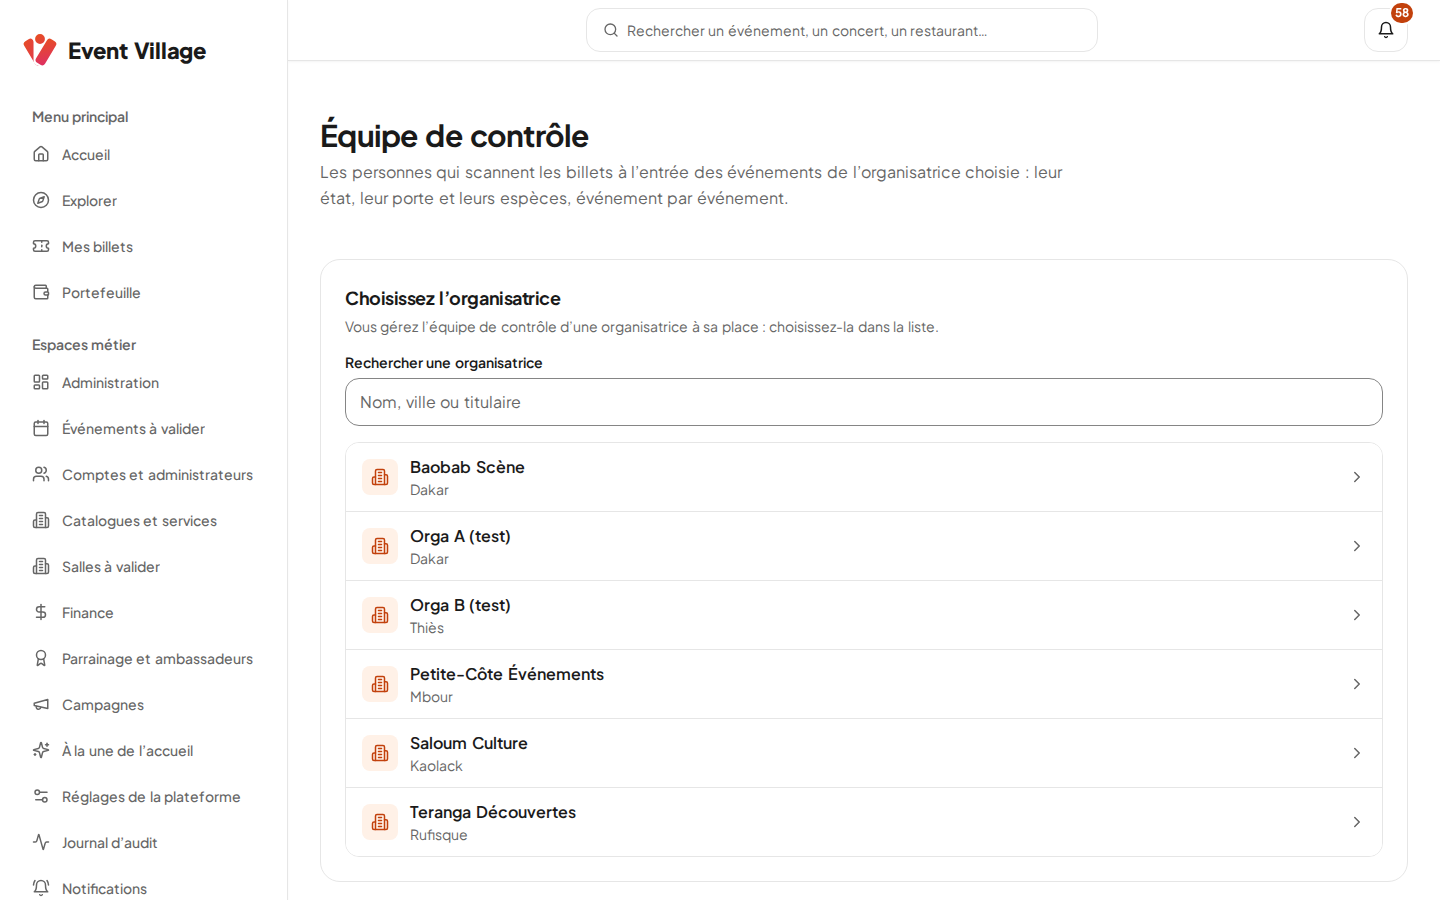 Event Village
Rechercher un événement, un concert, un restaurant…
58
Menu principal
Accueil
Explorer
Mes billets
Portefeuille
Espaces métier
Administration
Événements à valider
Comptes et administrateurs
Catalogues et services
Salles à valider
Finance
Parrainage et ambassadeurs
Campagnes
À la une de l’accueil
Réglages de la plateforme
Journal d’audit
Notifications
Équipe de contrôle
Les personnes qui scannent les billets à l’entrée des événements de l’organisatrice choisie : leur
état, leur porte et leurs espèces, événement par événement.
Choisissez l’organisatrice
Vous gérez l’équipe de contrôle d’une organisatrice à sa place : choisissez-la dans la liste.
Rechercher une organisatrice
Nom, ville ou titulaire
Baobab Scène
Dakar
Orga A (test)
Dakar
Orga B (test)
Thiès
Petite-Côte Événements
Mbour
Saloum Culture
Kaolack
Teranga Découvertes
Rufisque